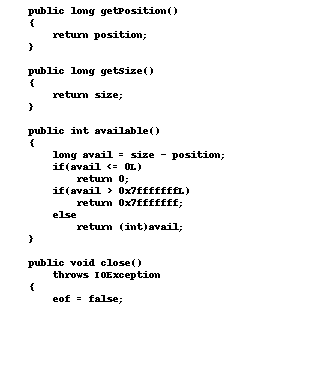 public long getPosition()
{
    return position;
}

public long getSize()
{
    return size;
}

public int available()
{
    long avail = size - position;
    if(avail <= 0L)
        return 0;
    if(avail > 0x7fffffffL)
        return 0x7fffffff;
    else
        return (int)avail;
}

public void close()
    throws IOException
{
    eof = false;